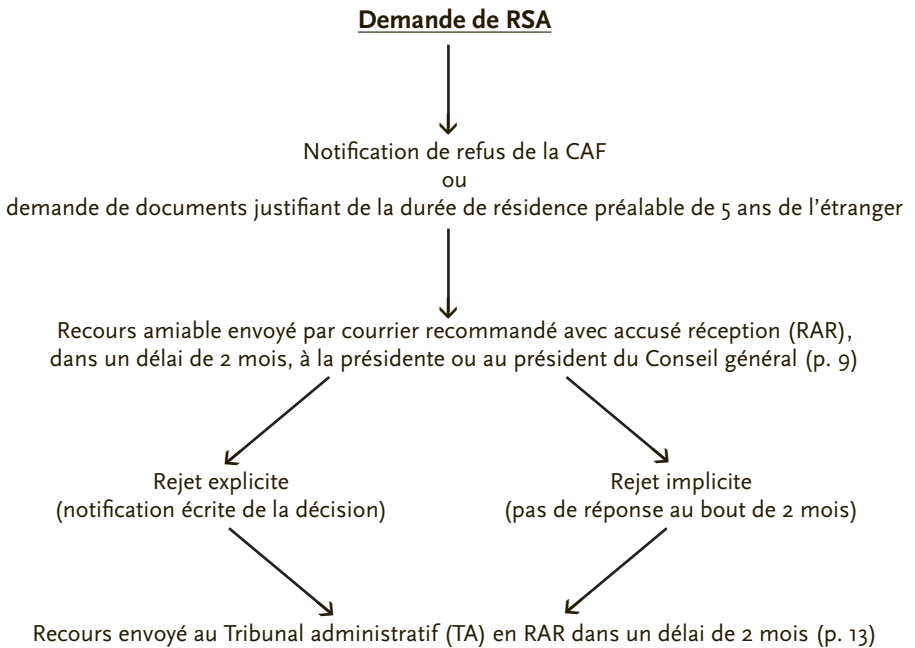 Demande de RSA
Notification de refus de la CAF
ou
demande de documents justifiant de la durée de résidence préalable de 5 ans de l’étranger
Recours amiable envoyé par courrier recommandé avec accusé réception (RAR),
dans un délai de 2 mois, à la présidente ou au président du Conseil général (p. 9)
Rejet explicite
(notification écrite de la décision)
Rejet implicite
(pas de réponse au bout de 2 mois)
Recours envoyé au Tribunal administratif (TA) en RAR dans un délai de 2 mois (p. 13)